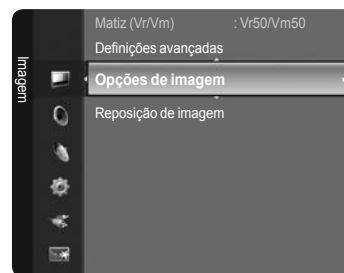 Imagem
Matiz (Vr/Vm) : Vr50/Vm50
Definições avançadas
Opções de imagem
Reposição de imagem